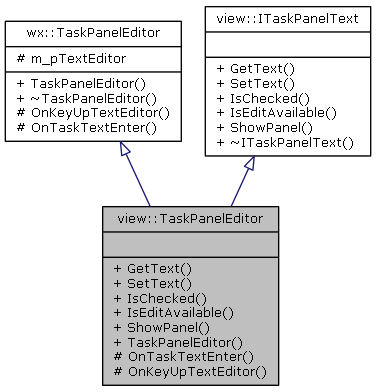 wx::TaskPanelEditor
# m_pTextEditor
+ TaskPanelEditor()
+ ~TaskPanelEditor()
# OnKeyUpTextEditor()
# OnTaskTextEnter()
view::ITaskPanelText
+ GetText()
+ SetText()
+ IsChecked()
+ IsEditAvailable()
+ ShowPanel()
+ ~ITaskPanelText()
view::TaskPanelEditor
+ GetText()
+ SetText()
+ IsChecked()
+ IsEditAvailable()
+ ShowPanel()
+ TaskPanelEditor()
# OnTaskTextEnter()
# OnKeyUpTextEditor()